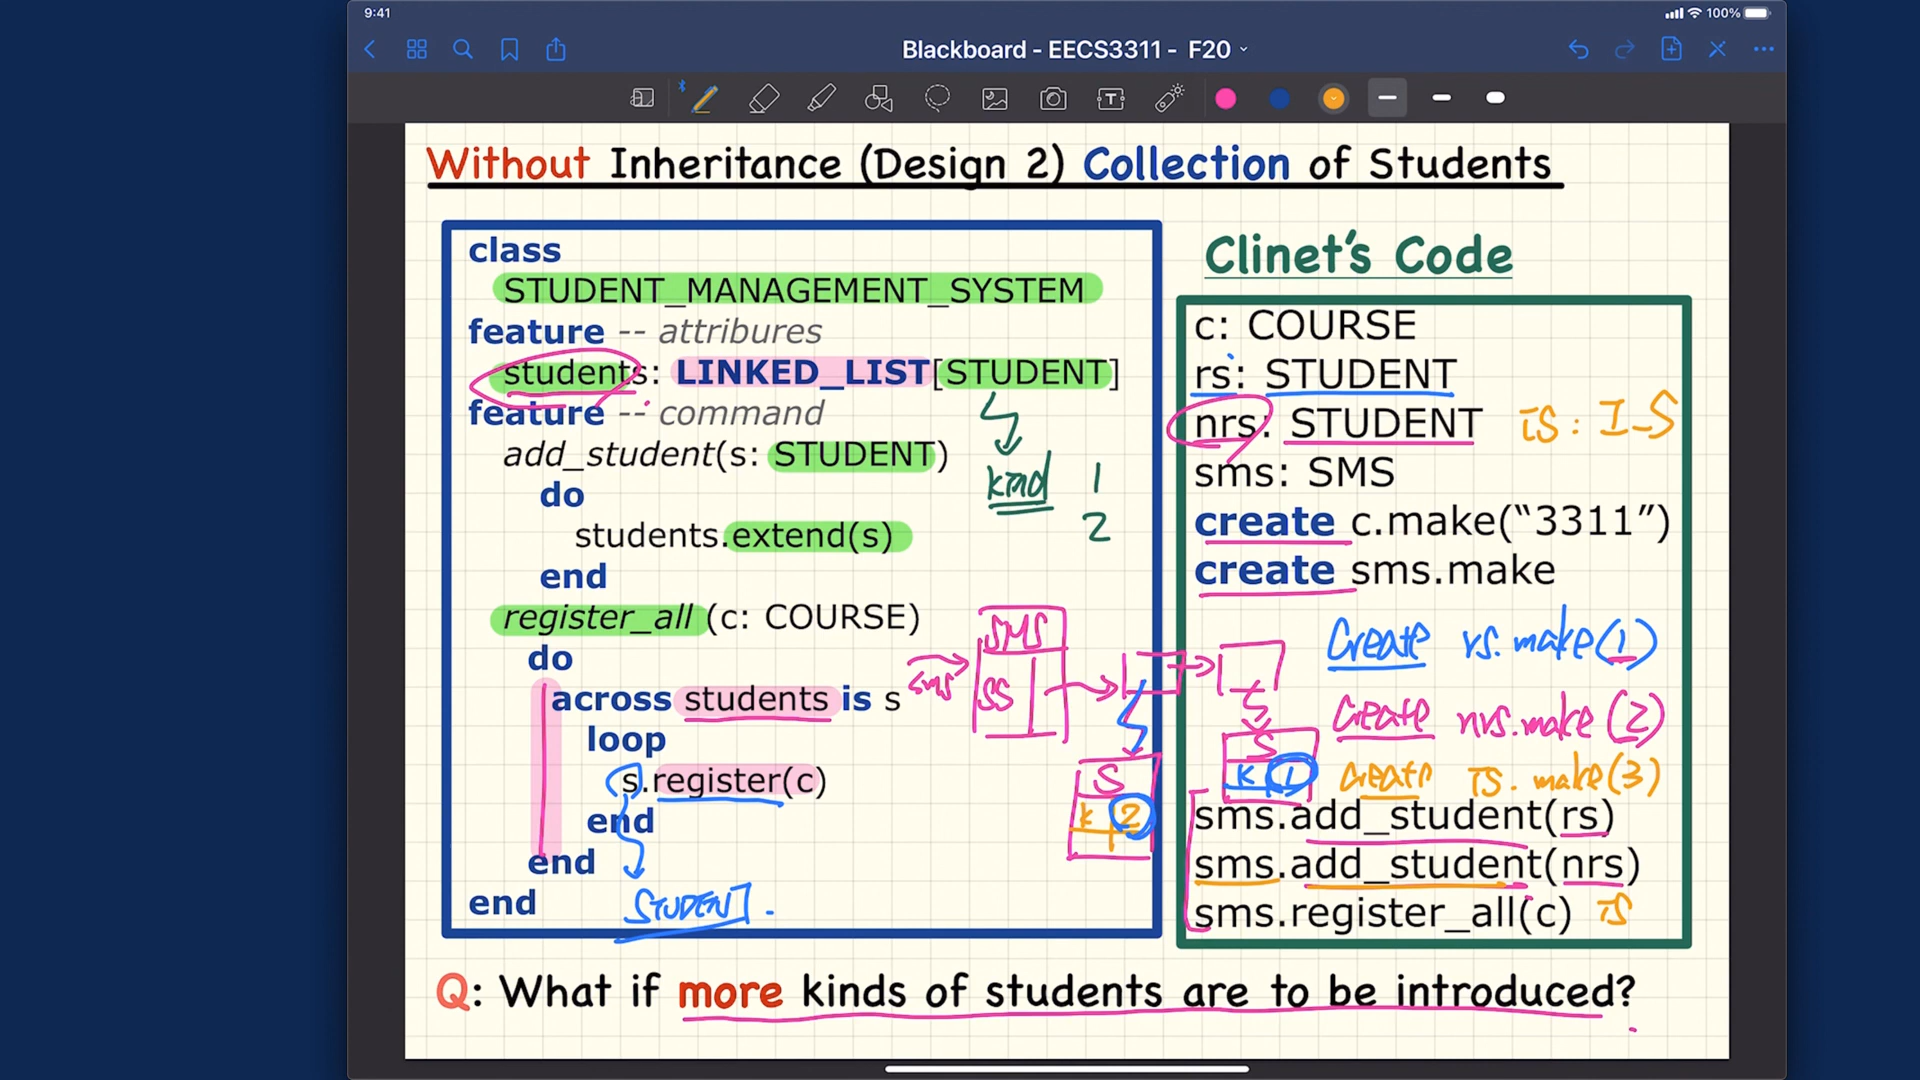 9:41
100%
Blackboard - EECS3311 - F20
Without Inheritance (Design 2) Collection of Students
class
STUDENT_MANAGEMENT_SYSTEM
feature -- attribures
students: LINKED_LIST[STUDENT]
feature -- command
add_student(s: STUDENT)
do
students.extend(s)
end
register_all (c: COURSE)
do
across students is s
loop
s.register(c)
end
end
end
STUDENT.
kind 1
2
sms
SMS
SS
S
K 2
S
K 1
Clinet's Code
c: COURSE
rs: STUDENT
nrs: STUDENT
IS : I_S
sms: SMS
create c.make("3311")
create sms.make
Create rs.make(1)
Create nrs.make (2)
Create IS. make(3)
sms.add_student(rs)
sms.add_student(nrs)
sms.register_all(c) IS
Q: What if more kinds of students are to be introduced?